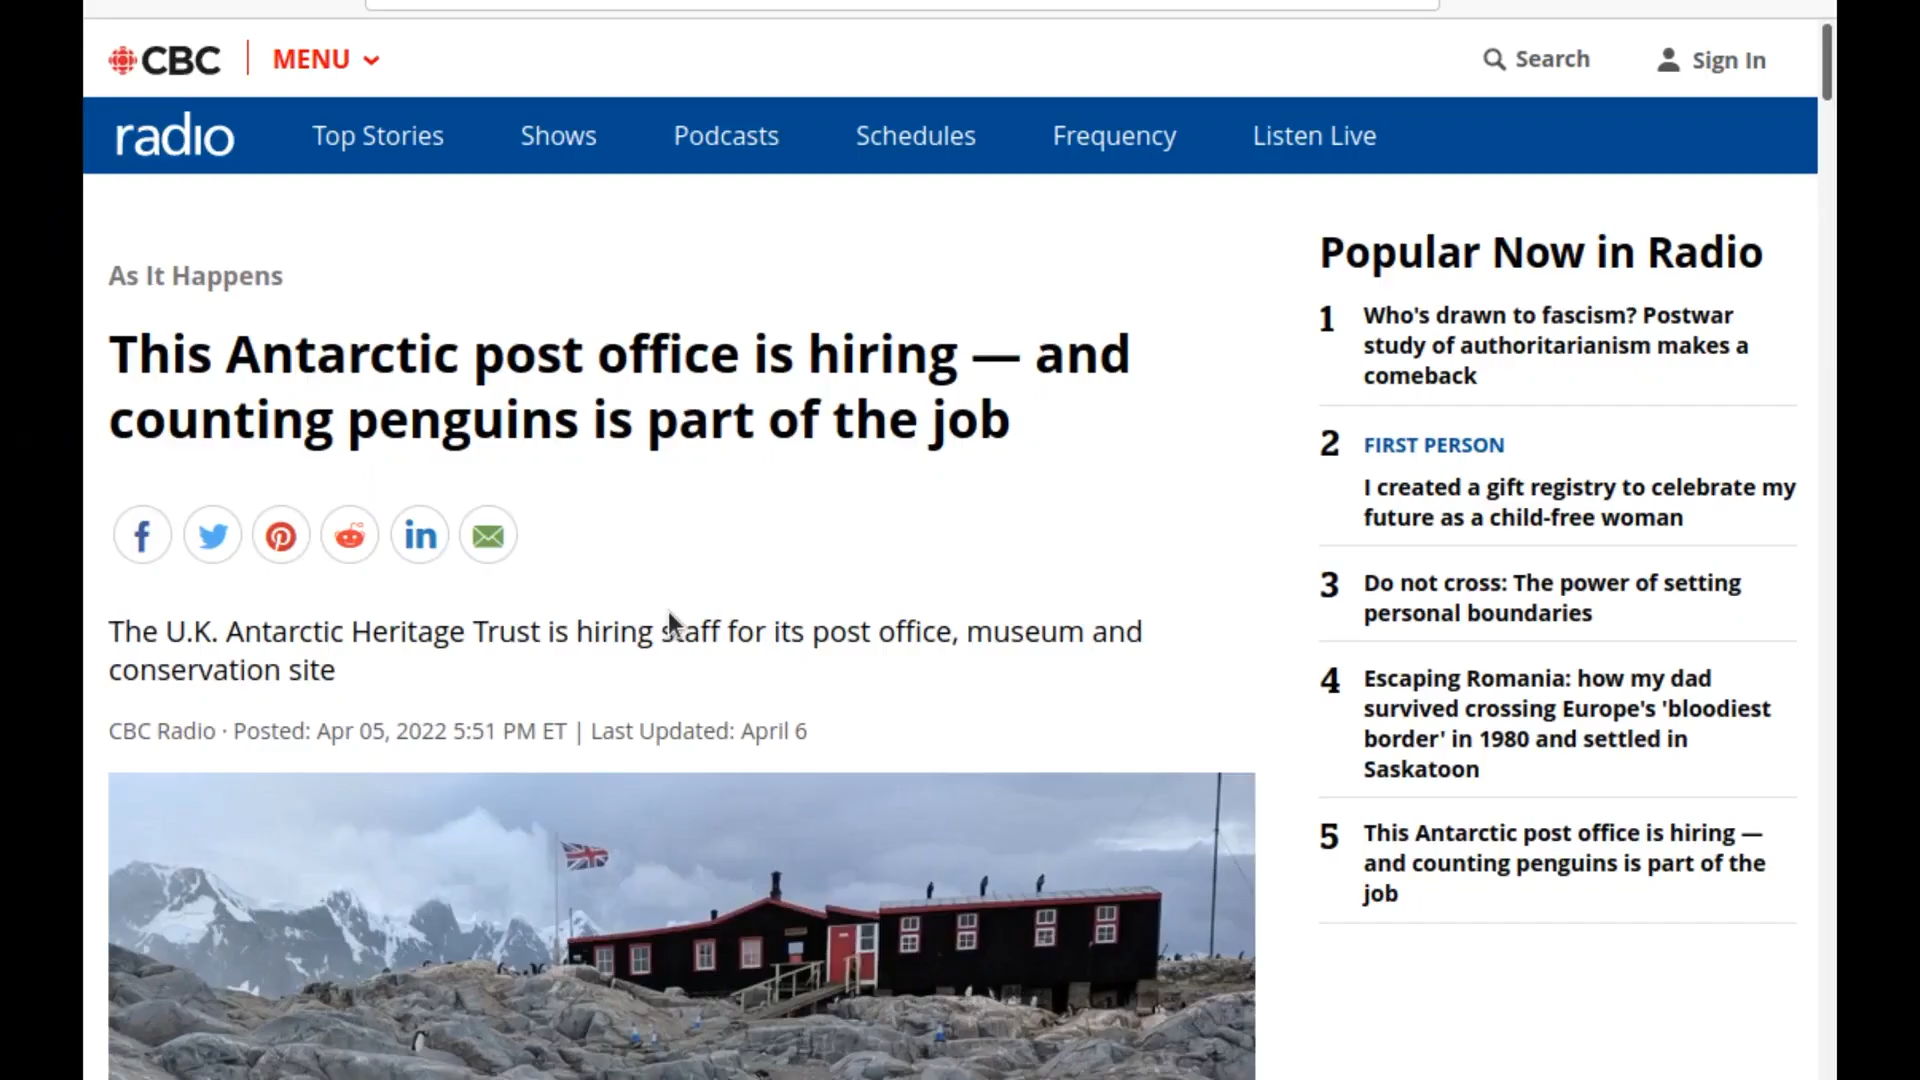 CBC
MENU
Search
Sign In
radio
Top Stories
Shows
Podcasts
Schedules
Frequency
Listen Live
As It Happens
This Antarctic post office is hiring — and
counting penguins is part of the job
The U.K. Antarctic Heritage Trust is hiring staff for its post office, museum and
conservation site
CBC Radio · Posted: Apr 05, 2022 5:51 PM ET | Last Updated: April 6
Popular Now in Radio
1 Who's drawn to fascism? Postwar
study of authoritarianism makes a
comeback
2 FIRST PERSON
I created a gift registry to celebrate my
future as a child-free woman
3 Do not cross: The power of setting
personal boundaries
4 Escaping Romania: how my dad
survived crossing Europe's 'bloodiest
border' in 1980 and settled in
Saskatoon
5 This Antarctic post office is hiring —
and counting penguins is part of the
job